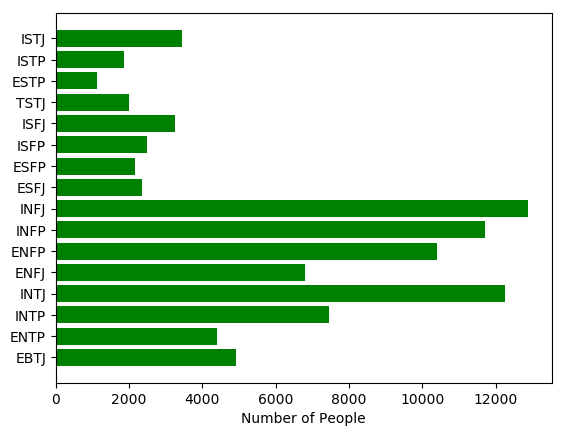 ISTJ
ISTP
ESTP
TSTJ
ISFJ
ISFP
ESFP
ESFJ
INFJ
INFP
ENFP
ENFJ
INTJ
INTP
ENTP
EBTJ
0 2000 4000 6000 8000 10000 12000
Number of People